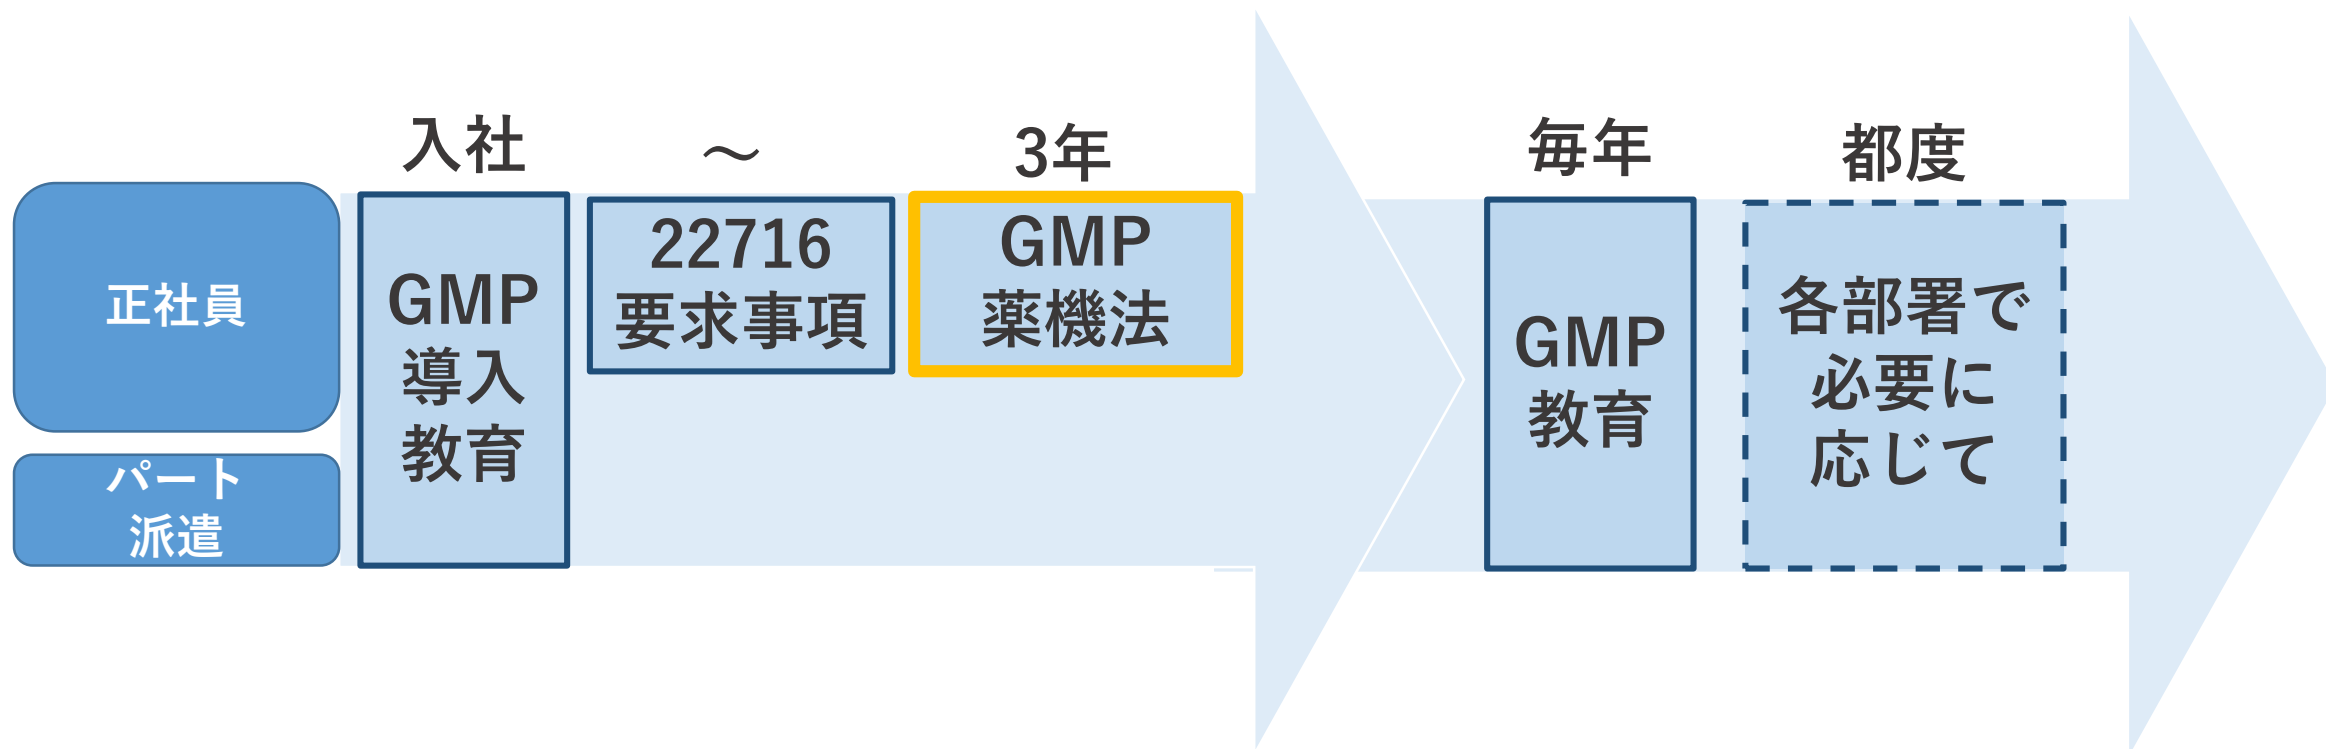 入社
～
3年
毎年
都度
正社員
パート
派遣
GMP
導入
教育
22716
要求事項
GMP
薬機法
GMP
教育
各部署で
必要に
応じて